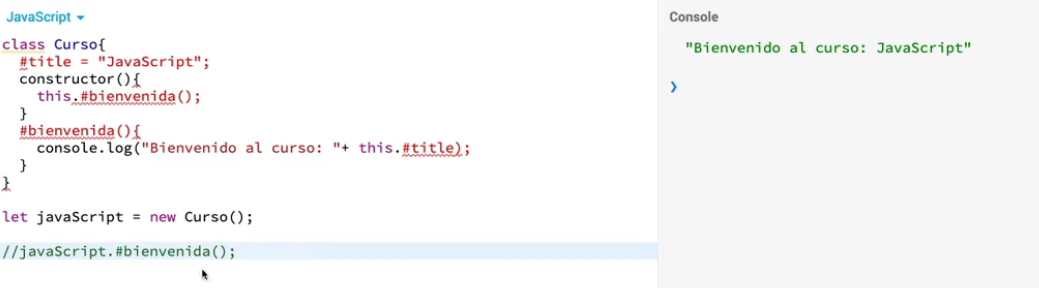 JavaScript
class Curso{
#title = "JavaScript";
constructor(){
this.#bienvenida();
}
#bienvenida(){
console.log("Bienvenido al curso: "+ this.#title);
}
}
let javaScript = new Curso();
//javaScript.#bienvenida();
Console
"Bienvenido al curso: JavaScript"
❯